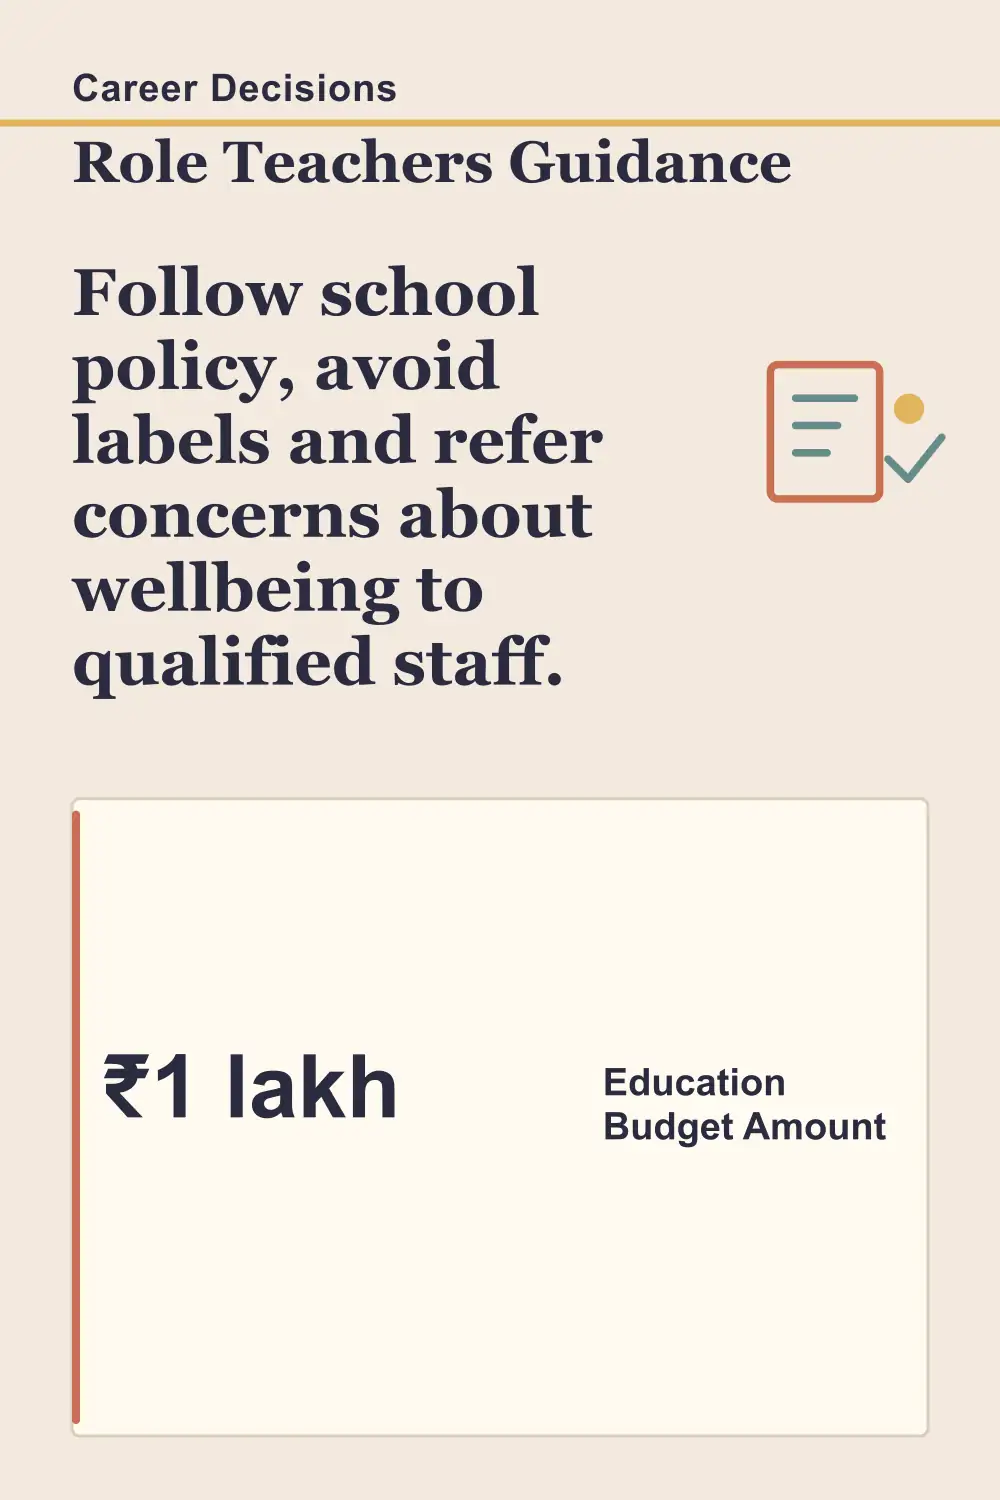 Career Decisions
Role Teachers Guidance
Follow school
policy, avoid
labels and refer
concerns about
wellbeing to
qualified staff.
₹1 lakh
Education
Budget Amount